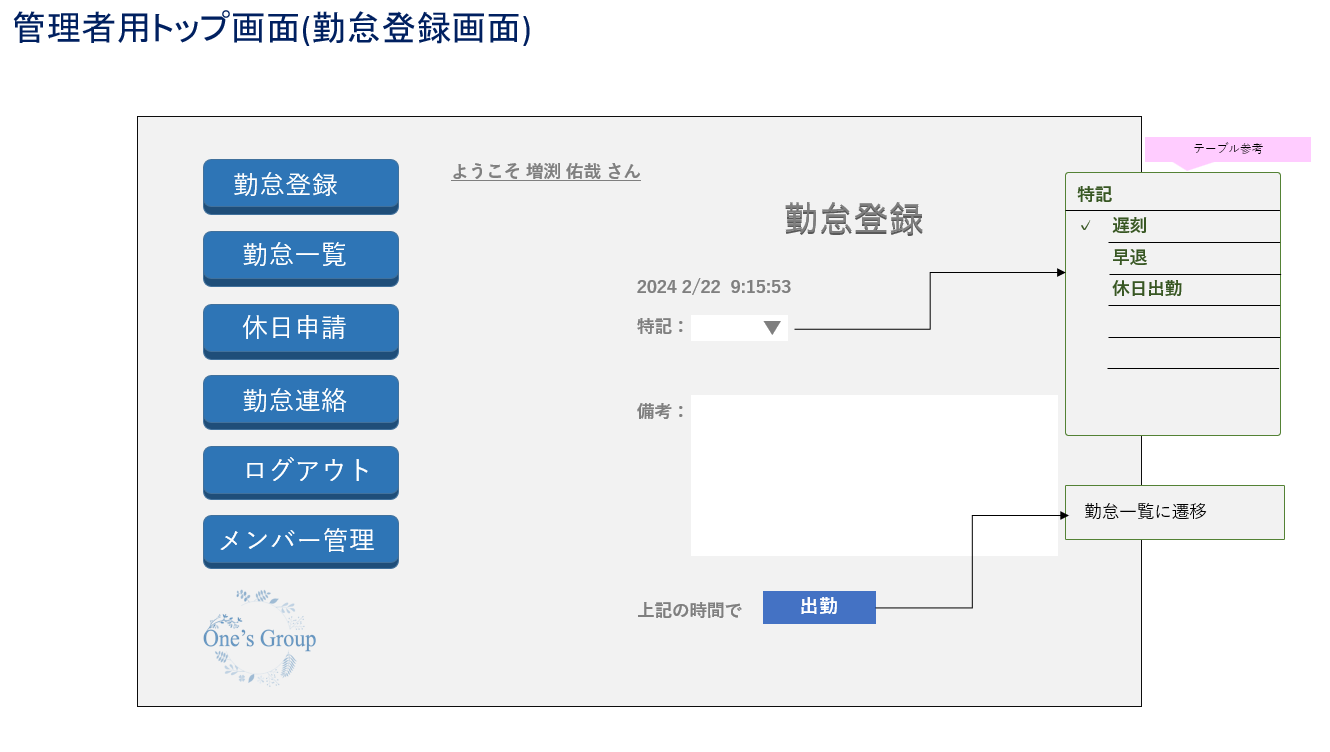 管理者用トップ画面(勤怠登録画面)
勤怠登録
勤怠一覧
休日申請
勤怠連絡
ログアウト
メンバー管理
One's Group
ようこそ 増渕 佑哉 さん
勤怠登録
2024 2/22 9:15:53
特記：▼
備考：
上記の時間で 出勤
テーブル参考
特記
✓ 遅刻
早退
休日出勤
勤怠一覧に遷移